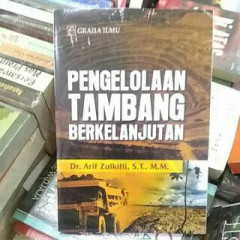 GRAHA ILMU
PENGELOLAAN
TAMBANG
BERKELANJUTAN
Dr. Arif Zulkifli, S.T., M.M.